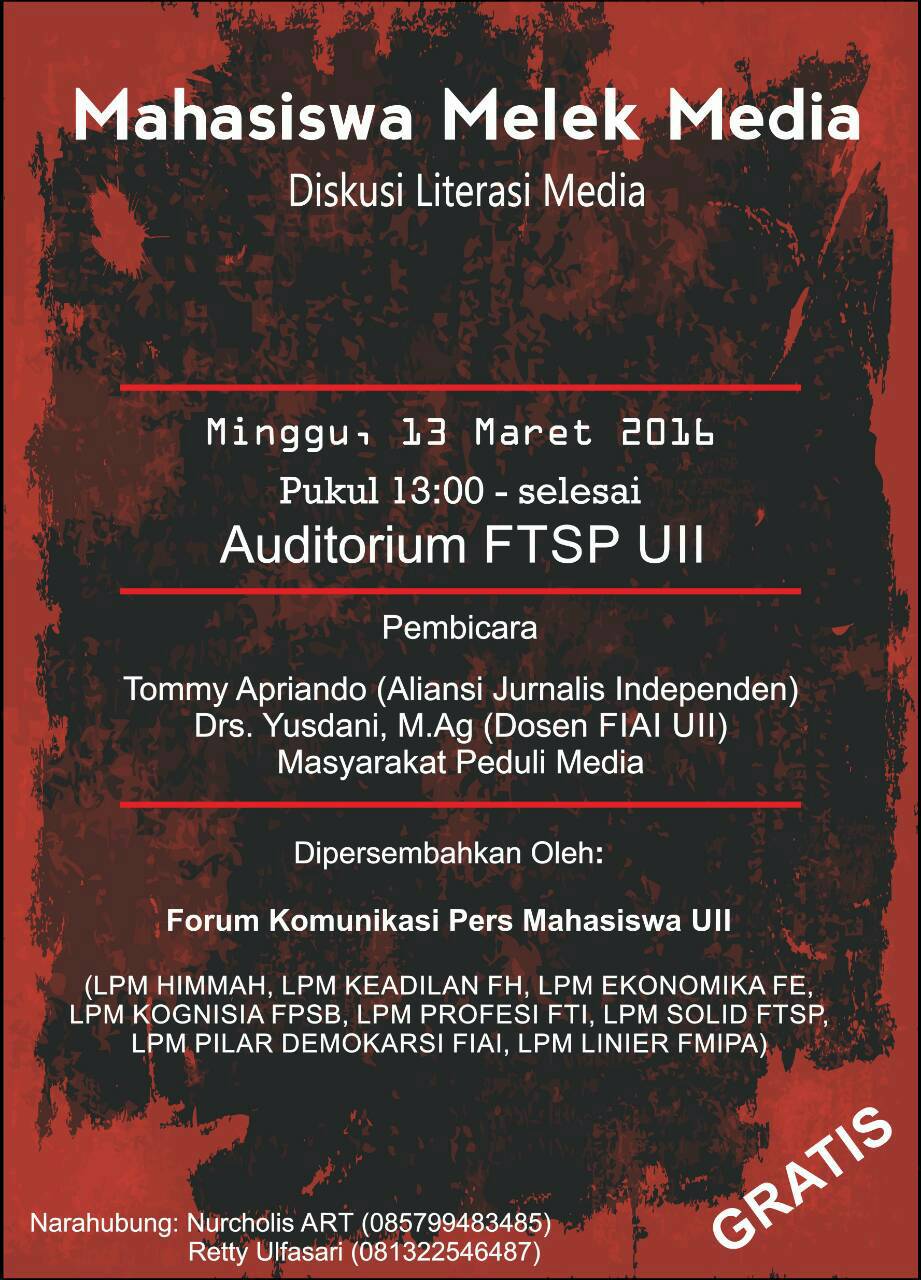 Mahasiswa Melek Media
Diskusi Literasi Media
Minggu, 13 Maret 2016
Pukul 13:00 - selesai
Auditorium FTSP UII
Pembicara
Tommy Apriando (Aliansi Jurnalis Independen)
Drs. Yusdani, M.Ag (Dosen FIAI UII)
Masyarakat Peduli Media
Dipersembahkan Oleh:
Forum Komunikasi Pers Mahasiswa UII
(LPM HIMMAH, LPM KEADILAN FH, LPM EKONOMIKA FE,
LPM KOGNISIA FPSB, LPM PROFESI FTI, LPM SOLID FTSP,
LPM PILAR DEMOKARSI FIAI, LPM LINIER FMIPA)
GRATIS
Narahubung: Nurcholis ART (085799483485)
Retty Ulfasari (081322546487)